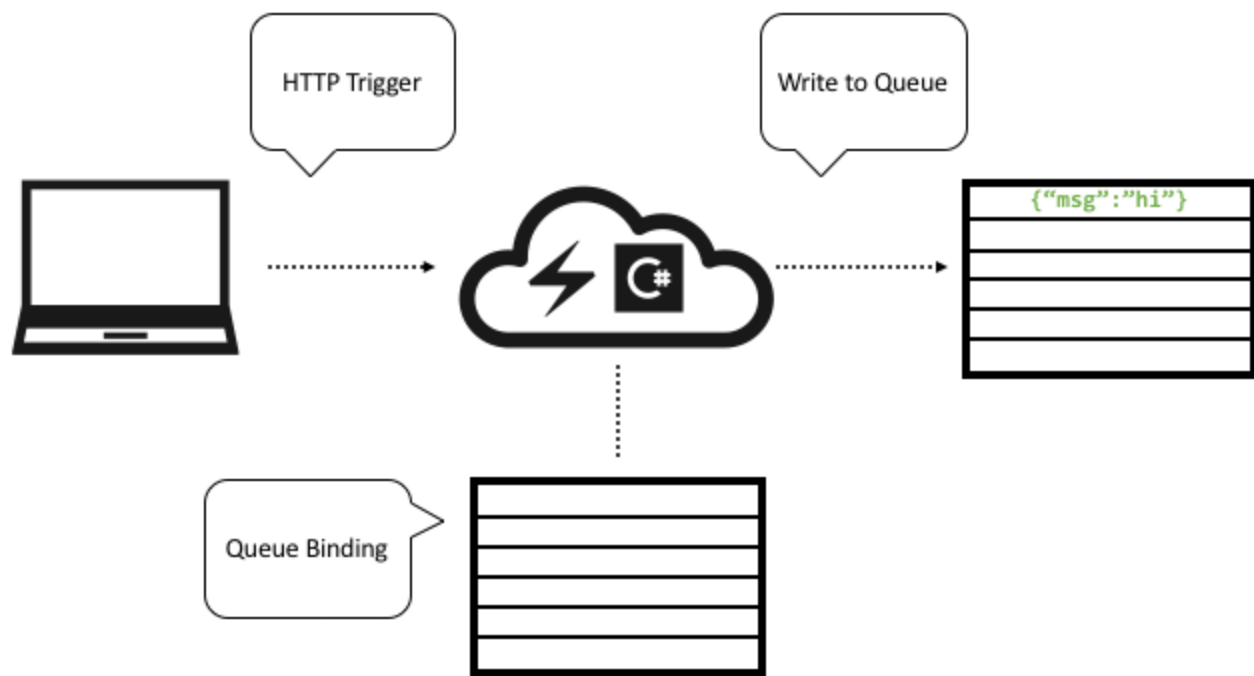 HTTP Trigger
Write to Queue
{“msg”:”hi”}
C#
Queue Binding